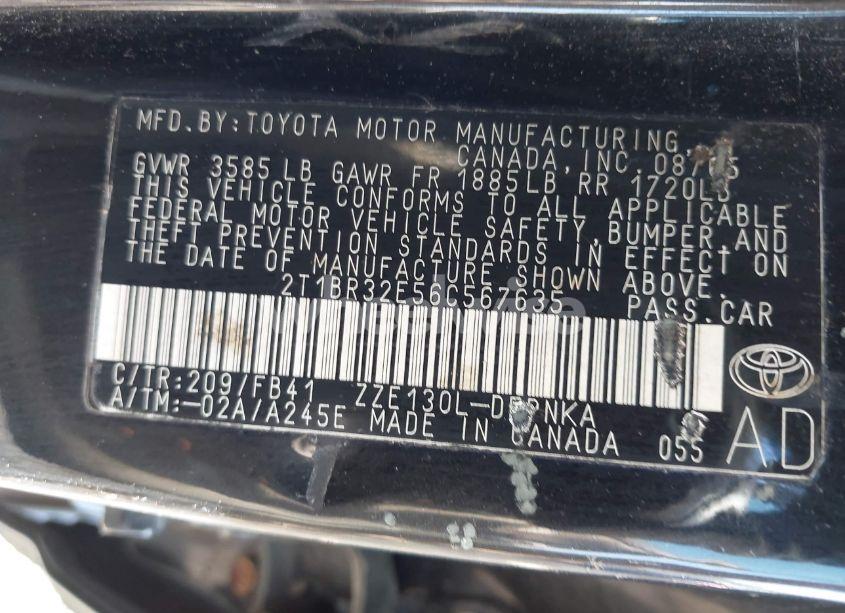 MFD.BY:TOYOTA MOTOR MANUFACTURING,
CANADA,INC.
GVWR 3585 LB GAWR FR 1885LB RR 1720LB
THIS VEHICLE CONFORMS TO ALL APPLICABLE
FEDERAL MOTOR VEHICLE SAFETY,BUMPER,AND
THEFT PREVENTION STANDARDS IN EFFECT ON
THE DATE OF MANUFACTURE SHOWN ABOVE.
2T1BR32E56C567635 PASS.CAR
C/TR:209/FB41
A/TM:-02A/A245E MADE IN CANADA 055
AD